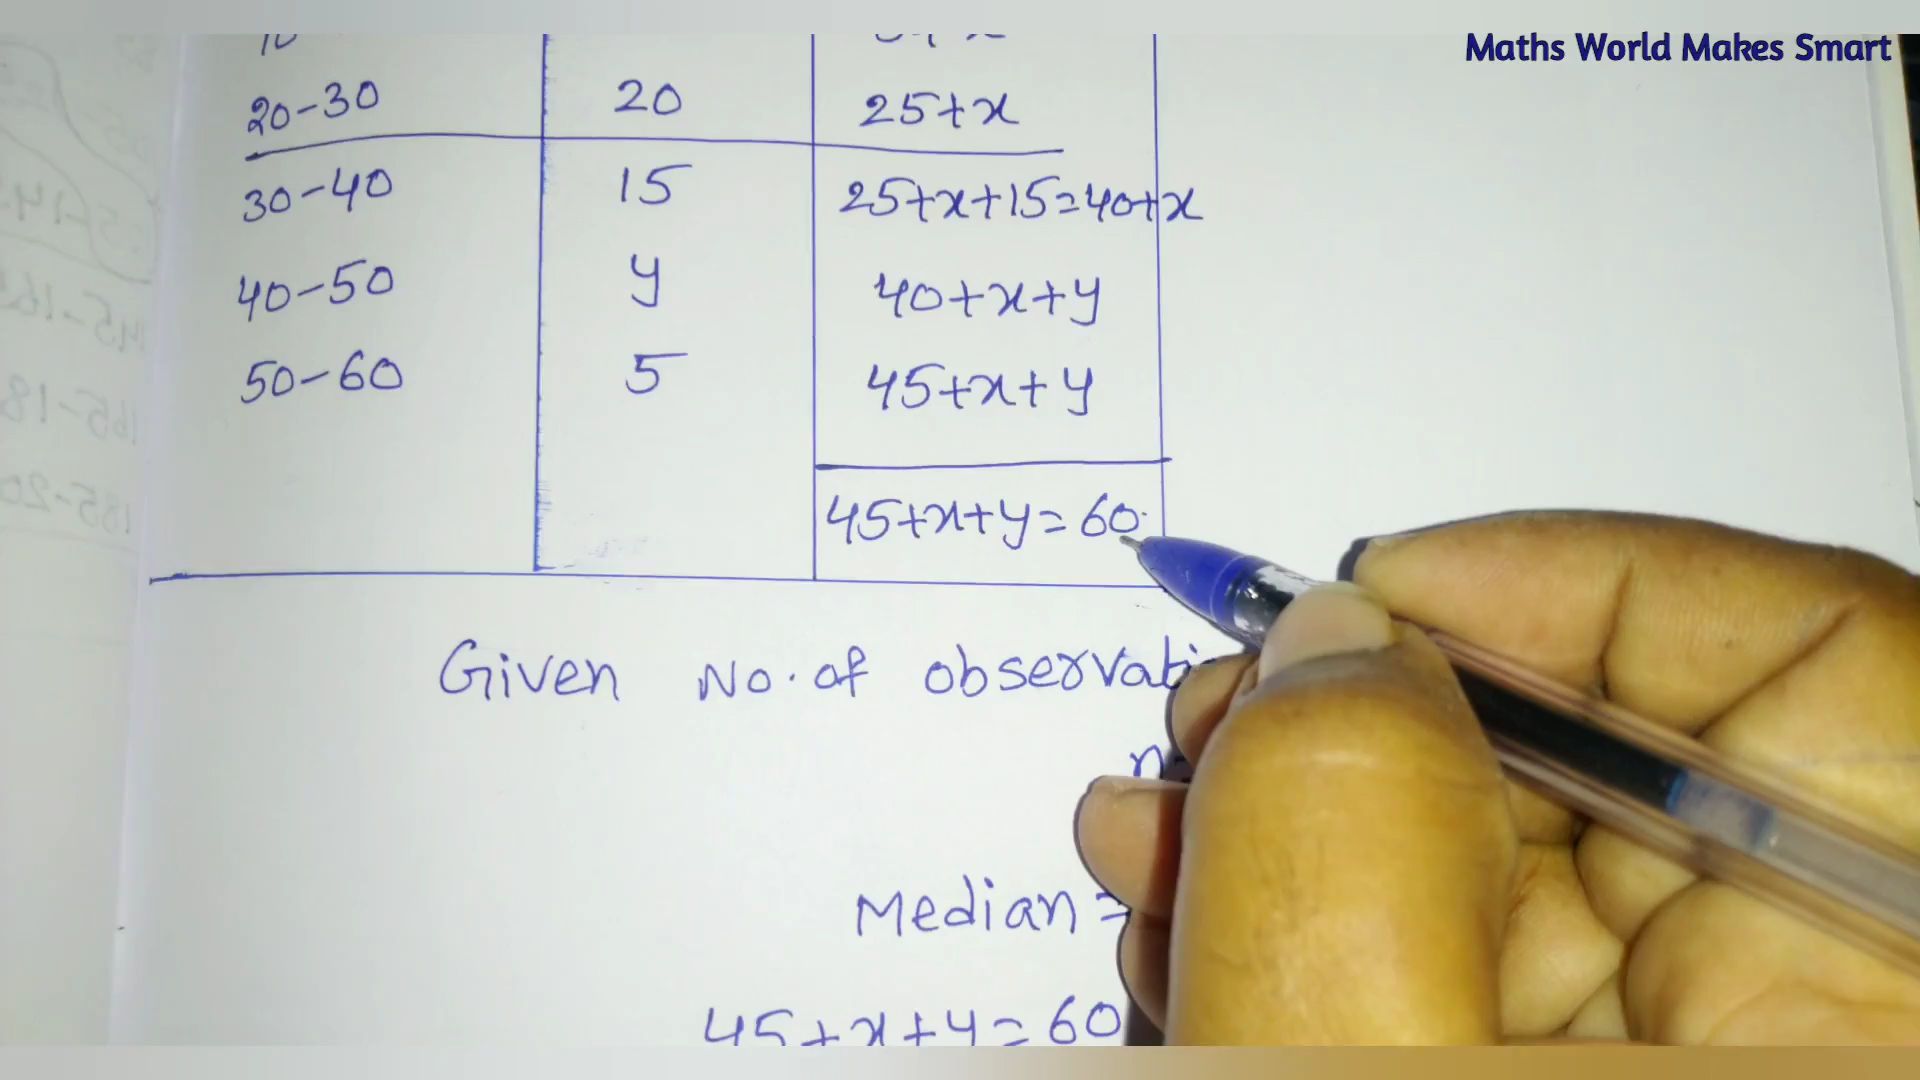 Maths World Makes Smart
20-30 20 25+x
30-40 15 25+x+15=40+x
40-50 y 40+x+y
50-60 5 45+x+y
45+x+y=60
Given No. of
Median =
45+x+y=60